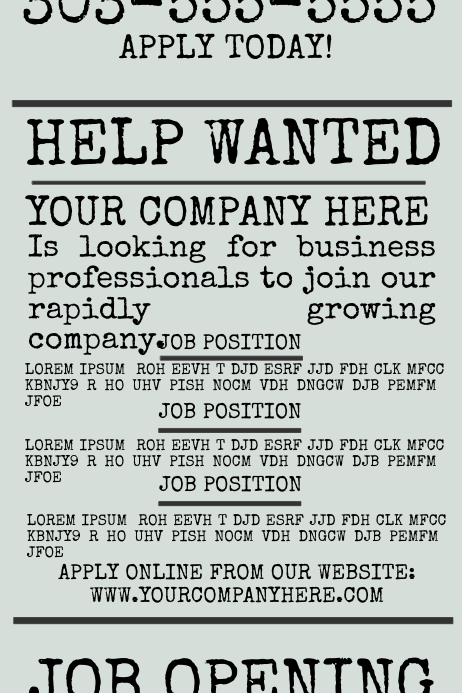 303-555-5555
APPLY TODAY!
HELP WANTED
YOUR COMPANY HERE
Is looking for business
professionals to join our
rapidly growing
company.
JOB POSITION
LOREM IPSUM ROH EEVH T DJD ESRF JJD FDH CLK MFCC
KBNJY9 R HO UHV PISH NOCM VDH DNGCW DJB PEMFM
JFOE
JOB POSITION
LOREM IPSUM ROH EEVH T DJD ESRF JJD FDH CLK MFCC
KBNJY9 R HO UHV PISH NOCM VDH DNGCW DJB PEMFM
JFOE
JOB POSITION
LOREM IPSUM ROH EEVH T DJD ESRF JJD FDH CLK MFCC
KBNJY9 R HO UHV PISH NOCM VDH DNGCW DJB PEMFM
JFOE
APPLY ONLINE FROM OUR WEBSITE:
WWW.YOURCOMPANYHERE.COM
JOB OPENING